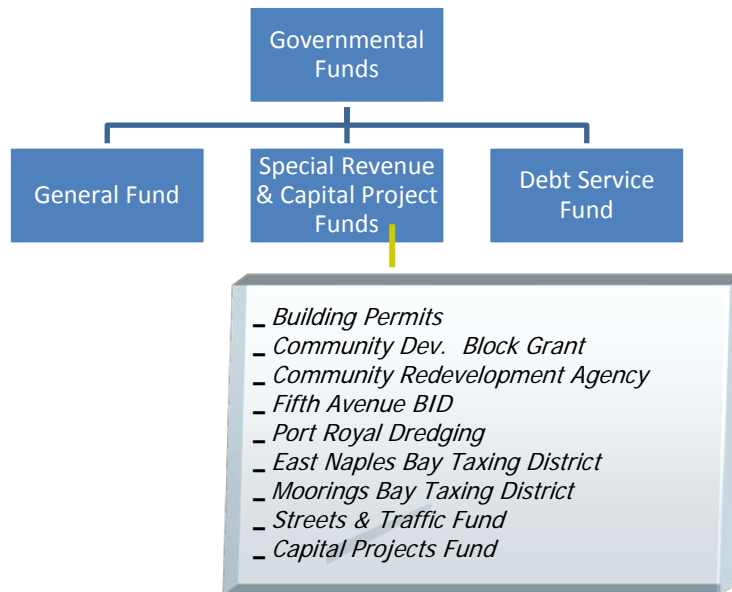 Governmental
Funds
General Fund
Special Revenue
& Capital Project
Funds
Debt Service
Fund
_ Building Permits
_ Community Dev. Block Grant
_ Community Redevelopment Agency
_ Fifth Avenue BID
_ Port Royal Dredging
_ East Naples Bay Taxing District
_ Moorings Bay Taxing District
_ Streets & Traffic Fund
_ Capital Projects Fund